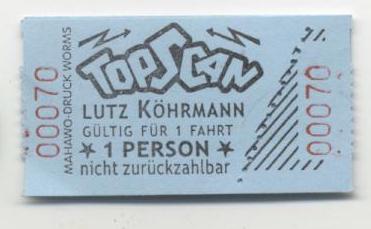 00070
MAHAWO-DRUCK WORMS
TOPSCAN
LUTZ KÖHRMANN
GÜLTIG FÜR 1 FAHRT
★ 1 PERSON ★
nicht zurückzahlbar
00070